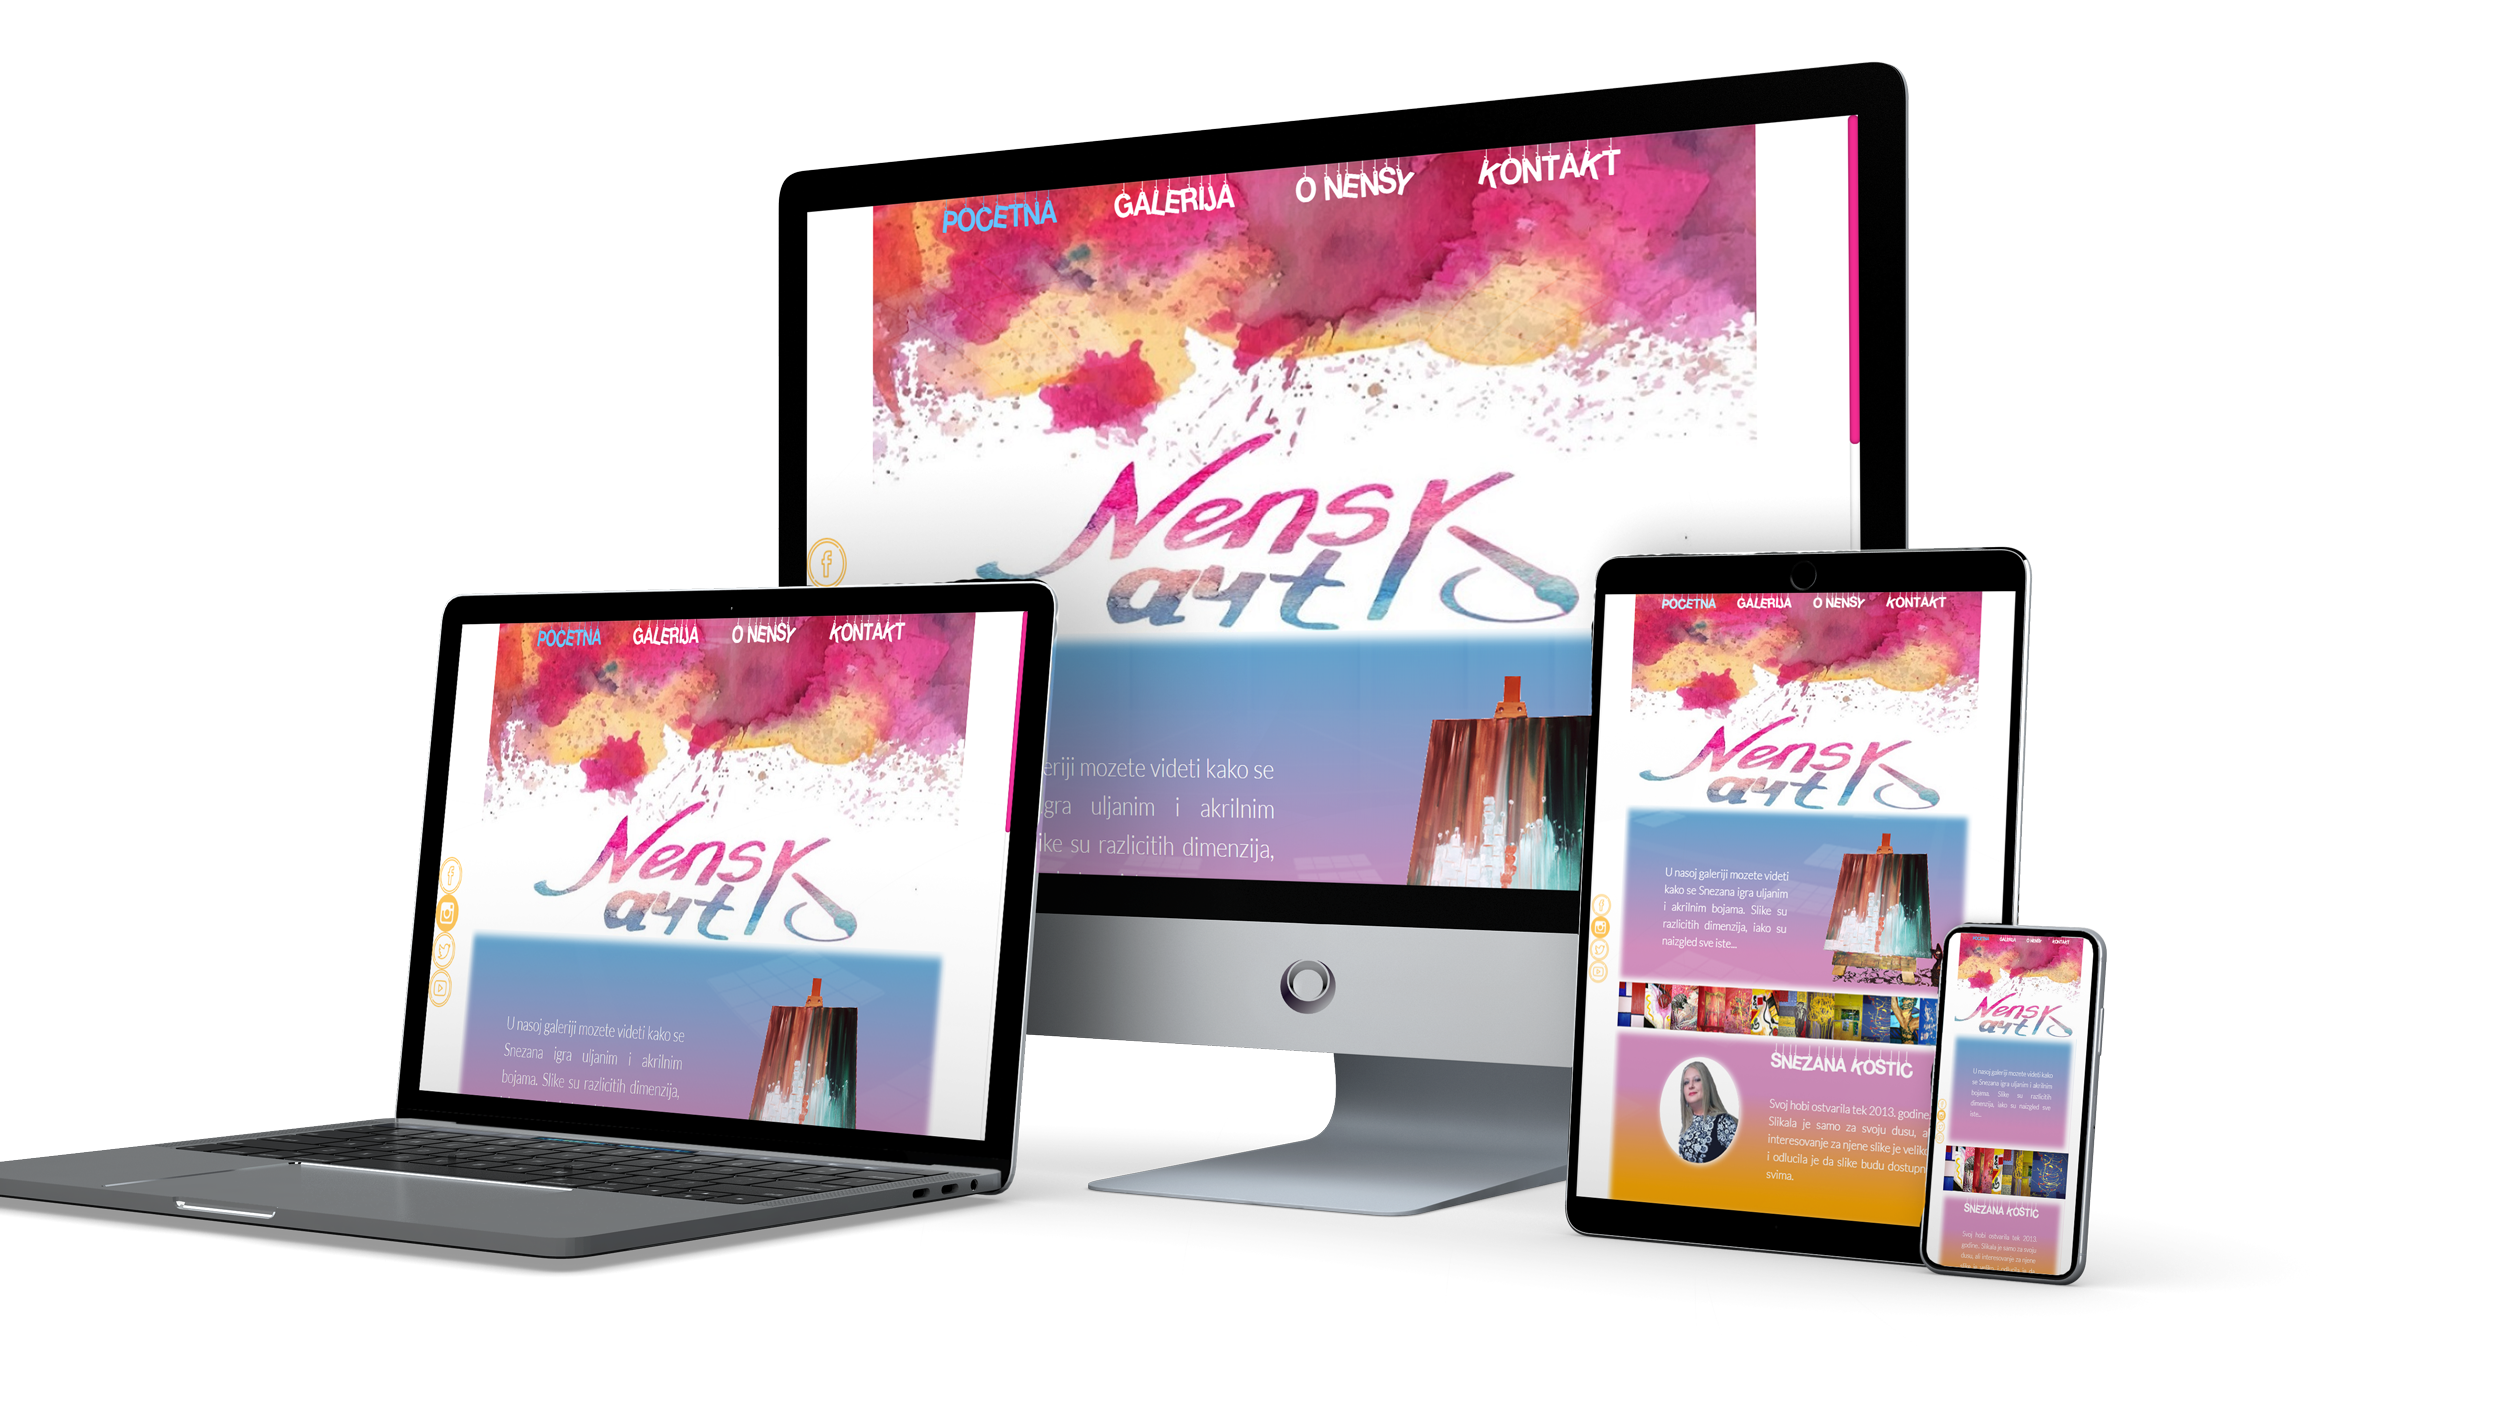 POCETNA GALERIJA O NENSY KONTAKT
Nensy
art
eriji mozete videti kako se
gra uljanim i akrilnim
ike su razlicitih dimenzija,
POCETNA GALERIJA O NENSY KONTAKT
Nensy
art
U nasoj galeriji mozete videti kako se
Snezana igra uljanim i akrilnim
bojama. Slike su razlicitih dimenzija,
POCETNA GALERIJA O NENSY KONTAKT
Nensy
art
U nasoj galeriji mozete videti
kako se Snezana igra uljanim
i akrilnim bojama. Slike su
razlicitih dimenzija, iako su
naizgled sve iste...
SNEZANA KOSTIC
Svoj hobi ostvarila tek 2013. godine.
Slikala je samo za svoju dusu, a
interesovanje za njene slike je veliko
i odlucila je da slike budu dostupn
svima.
POCETNA GALERIJA O NENSY KONTAKT
Nensy
art
U nasoj galeriji mozete videti kako
se Snezana igra uljanim i akrilnim
bojama. Slike su razlicitih
dimenzija, iako su naizgled sve
iste...
SNEZANA KOSTIC
Svoj hobi ostvarila tek 2013.
godine. Slikala je samo za svoju
dusu, ali interesovanje za njene